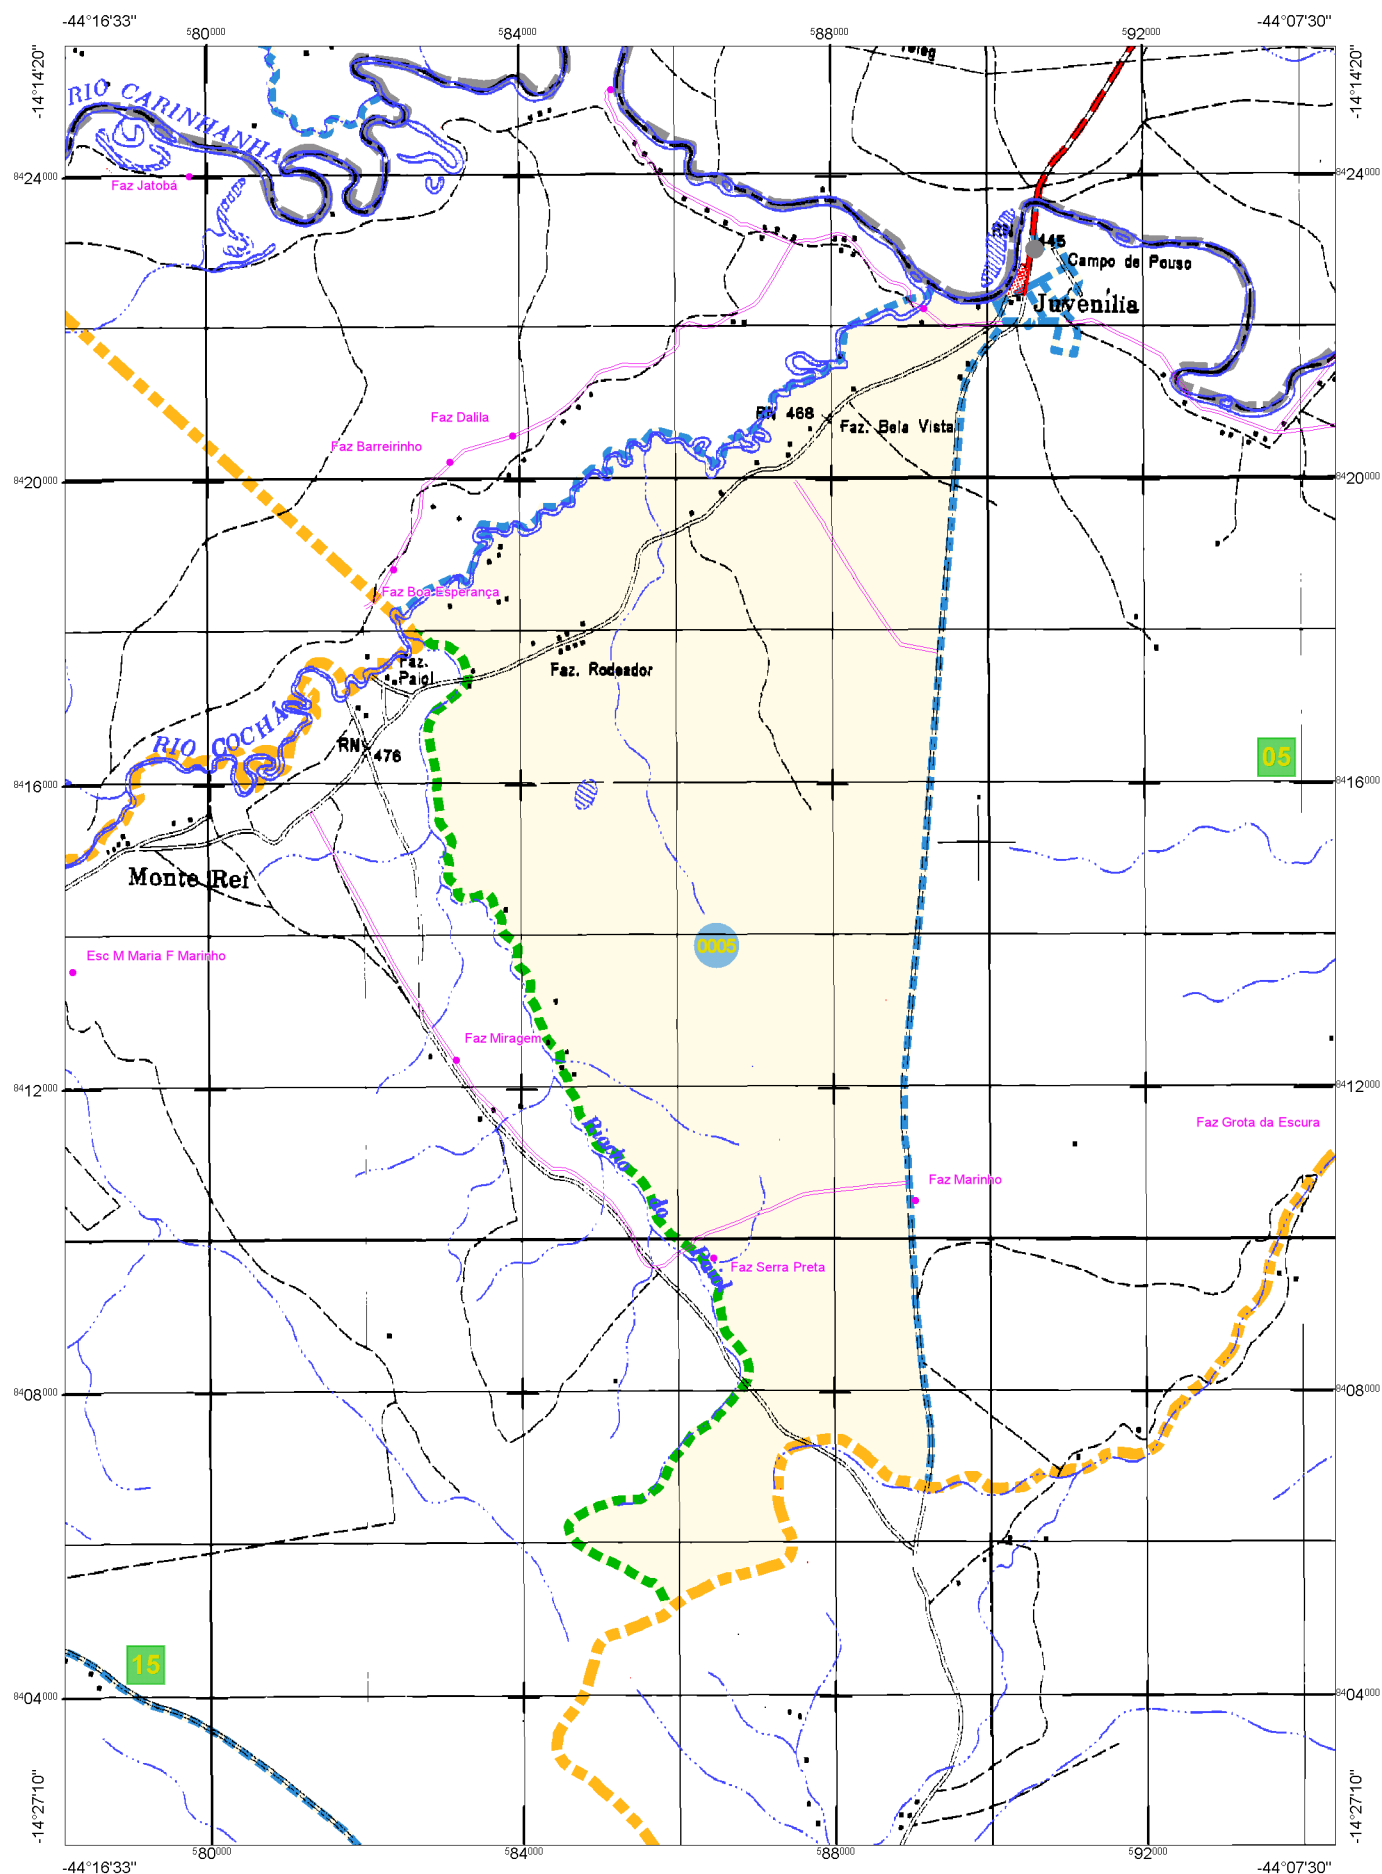 -44°16'33"
-44°07'30"
580000
584000
588000
592000
-14°14'20"
-14°14'20"
RIO CARINHANHA
Faz Jatobá
8424000
8424000
445
Campo de Pouso
Juvenília
Faz Dalila
RN 468
Faz. Bela Vista
Faz Barreirinho
8420000
8420000
Faz Boa Esperança
Faz.
Paiol
Faz. Rodeador
RIO COCHÁ
RN
476
05
8416000
8416000
Monte Rei
0005
Esc M Maria F Marinho
Faz Miragem
8412000
8412000
Faz Grota da Escura
Riacho do Paiol
Faz Marinho
Faz Serra Preta
8408000
8408000
15
8404000
8404000
-14°27'10"
-14°27'10"
580000
584000
588000
592000
-44°16'33"
-44°07'30"